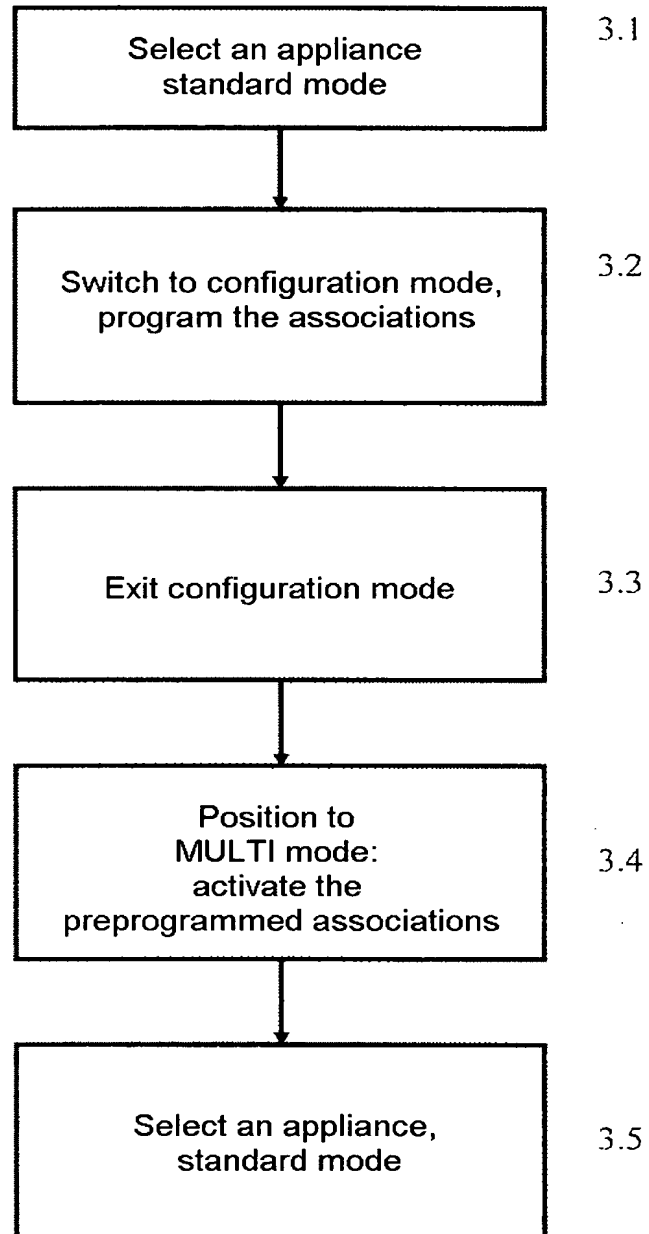 Select an appliance
standard mode
3.1
Switch to configuration mode,
program the associations
3.2
Exit configuration mode
3.3
Position to
MULTI mode:
activate the
preprogrammed associations
3.4
Select an appliance,
standard mode
3.5